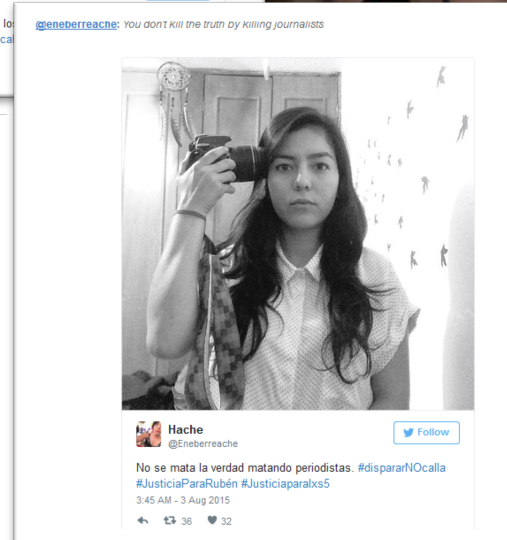 @eneberreache: You don't kill the truth by killing journalists
Hache
@Eneberreache
Follow
No se mata la verdad matando periodistas. #dispararNOcalla
#JusticiaParaRubén #Justiciaparalxs5
3:45 AM - 3 Aug 2015
36 32